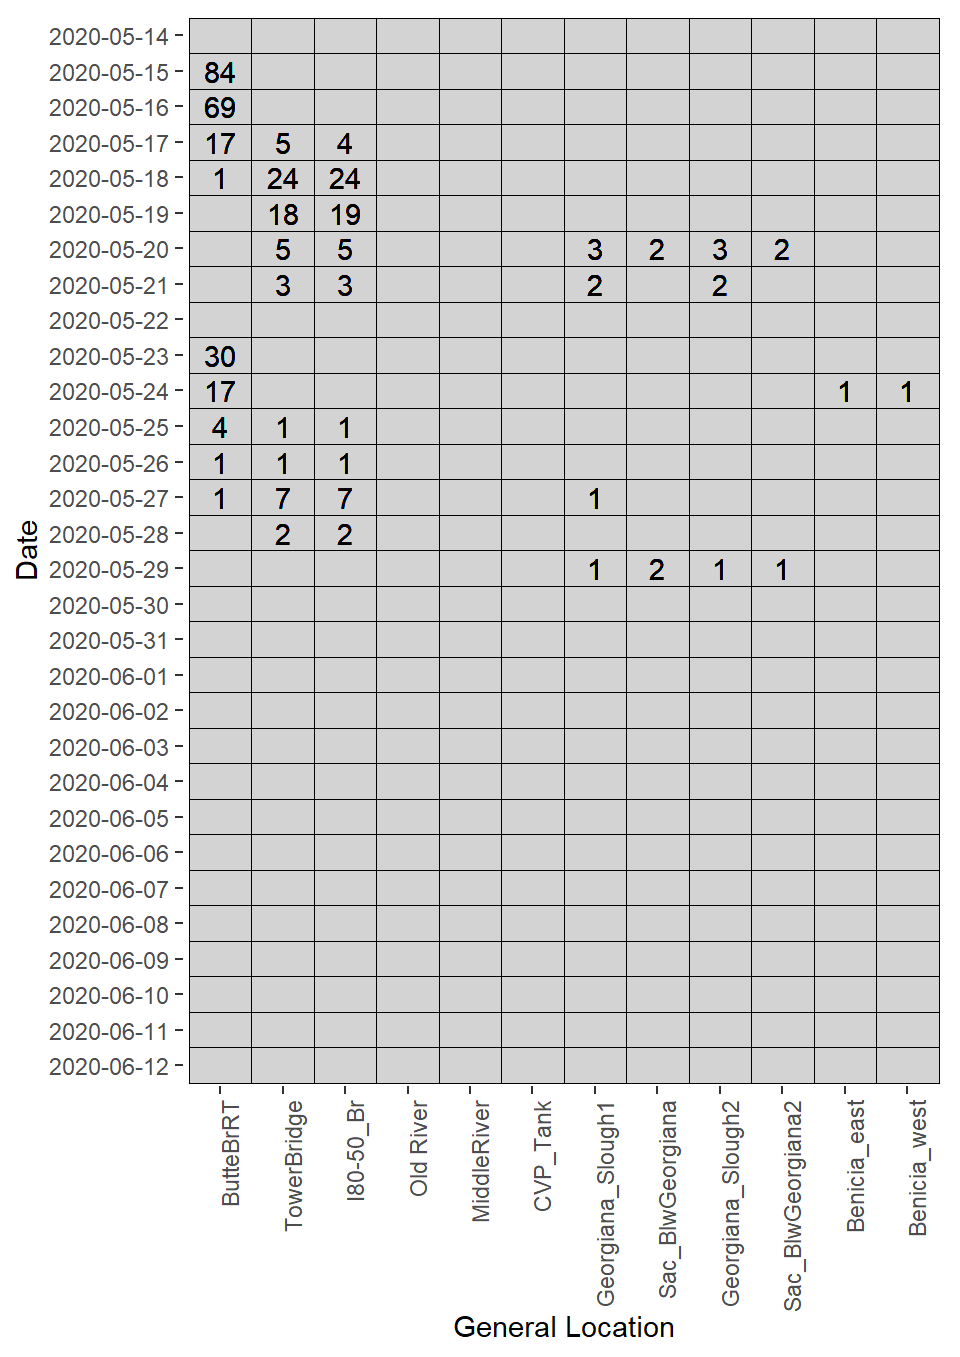 2020-05-14
2020-05-15 84
2020-05-16 69
2020-05-17 17 5 4
2020-05-18 1 24 24
2020-05-19 18 19
2020-05-20 5 5 3 2 3 2
2020-05-21 3 3 2 2
2020-05-22
2020-05-23 30
2020-05-24 17 1 1
2020-05-25 4 1 1
2020-05-26 1 1 1
2020-05-27 1 7 7 1
2020-05-28 2 2
2020-05-29 1 2 1 1
2020-05-30
2020-05-31
2020-06-01
2020-06-02
2020-06-03
2020-06-04
2020-06-05
2020-06-06
2020-06-07
2020-06-08
2020-06-09
2020-06-10
2020-06-11
2020-06-12
Date
ButteBrRT
TowerBridge
I80-50_Br
Old River
MiddleRiver
CVP_Tank
Georgiana_Slough1
Sac_BlwGeorgiana
Georgiana_Slough2
Sac_BlwGeorgiana2
Benicia_east
Benicia_west
General Location